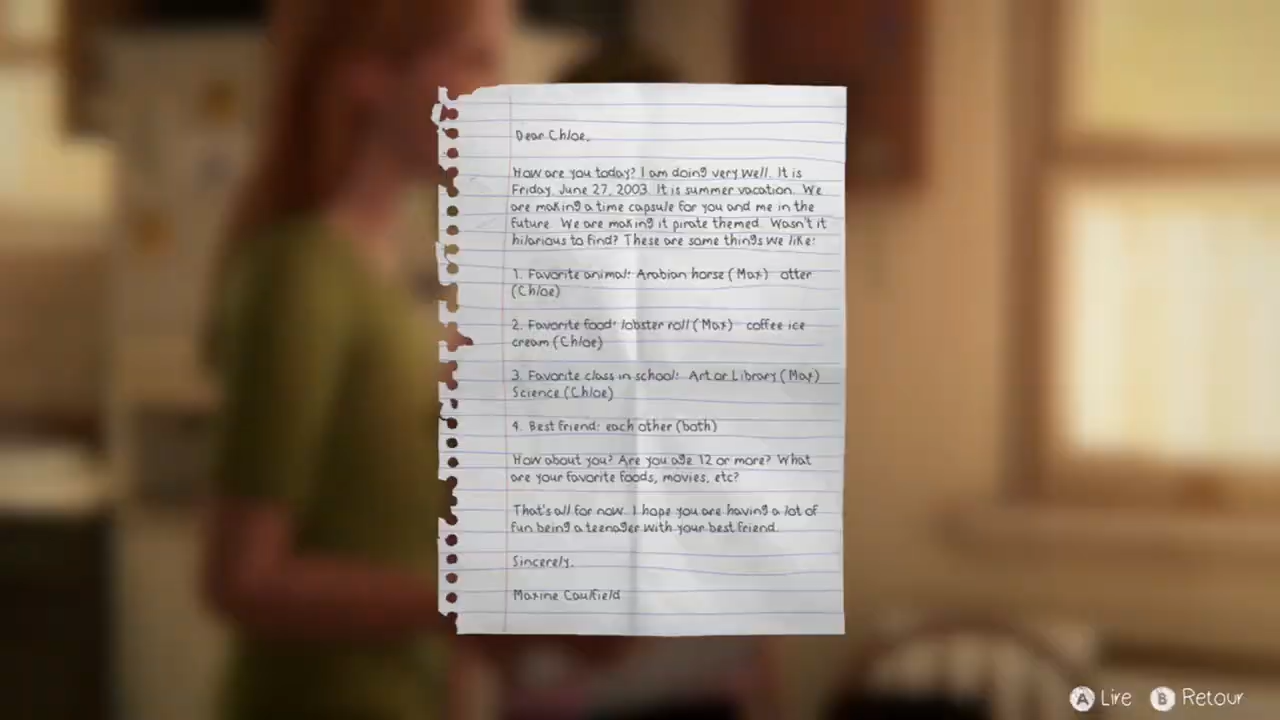 Dear Chloe,
How are you today? I am doing very well. It is
Friday, June 27, 2003. It is summer vacation. We
are making a time capsule for you and me in the
future. We are making it pirate themed. Wasn't it
hilarious to find? These are some things we like:
1. Favorite animal: Arabian horse (Max) otter
(Chloe)
2. Favorite food: lobster roll (Max) coffee ice
cream (Chloe)
3. Favorite class in school: Art or Library (Max)
Science (Chloe)
4. Best friend: each other (both)
How about you? Are you age 12 or more? What
are your favorite foods, movies, etc?
That's all for now. I hope you are having a lot of
fun being a teenager with your best friend.
Sincerely,
Maxine Caulfield
A Lire B Retour